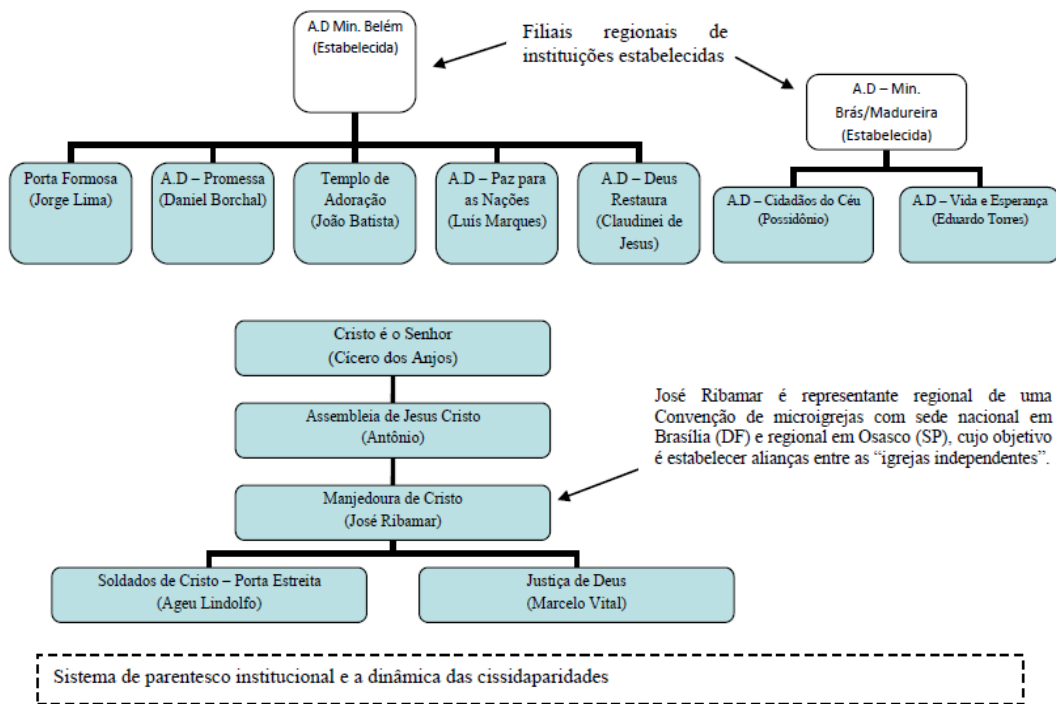 A.D Min. Belém
(Estabelecida)
Filiais regionais de
instituições estabelecidas
A.D – Min.
Brás/Madureira
(Estabelecida)
Porta Formosa
(Jorge Lima)
A.D – Promessa
(Daniel Borchal)
Templo de
Adoração
(João Batista)
A.D – Paz para
as Nações
(Luís Marques)
A.D – Deus
Restaura
(Claudinei de
Jesus)
A.D – Cidadãos do Céu
(Possidônio)
A.D – Vida e Esperança
(Eduardo Torres)
Cristo é o Senhor
(Cícero dos Anjos)
Assembleia de Jesus Cristo
(Antônio)
José Ribamar é representante regional de uma
Convenção de microigrejas com sede nacional em
Brasília (DF) e regional em Osasco (SP), cujo objetivo
é estabelecer alianças entre as “igrejas independentes”.
Manjedoura de Cristo
(José Ribamar)
Soldados de Cristo – Porta Estreita
(Ageu Lindolfo)
Justiça de Deus
(Marcelo Vital)
Sistema de parentesco institucional e a dinâmica das cissidaparidades